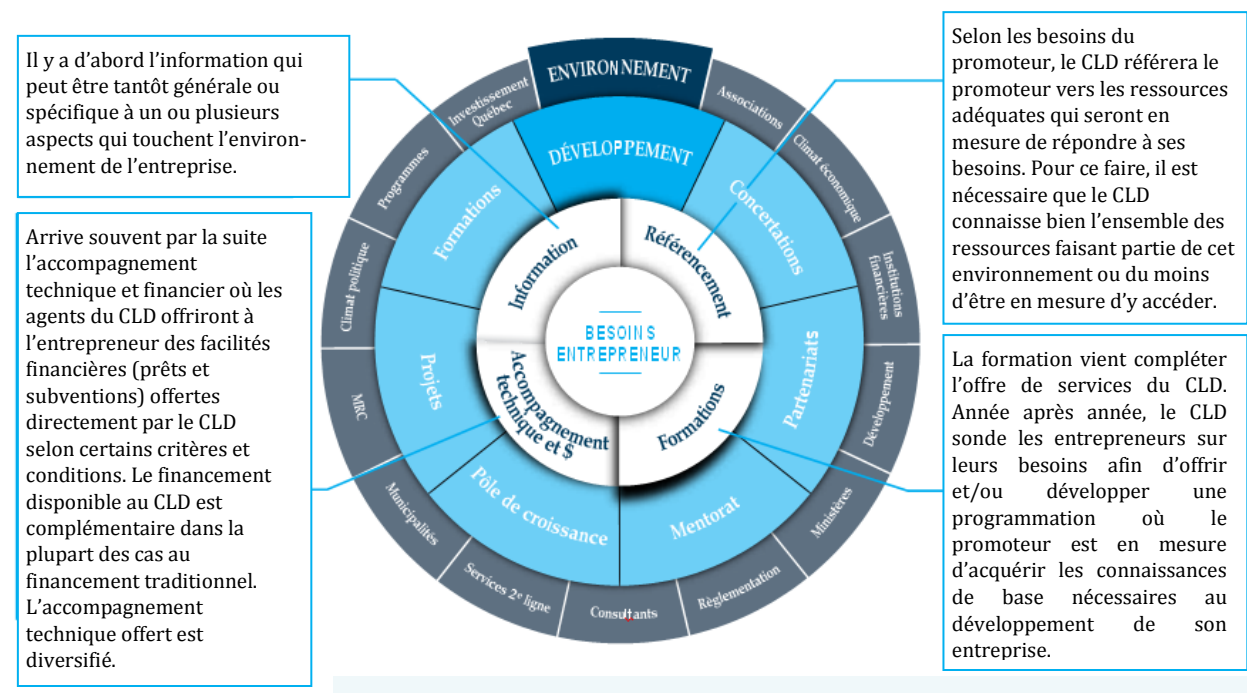 Il y a d’abord l’information qui
peut être tantôt générale ou
spécifique à un ou plusieurs
aspects qui touchent l’environ-
nement de l’entreprise.
Arrive souvent par la suite
l’accompagnement
technique et financier où les
agents du CLD offriront à
l’entrepreneur des facilités
financières (prêts et
subventions) offertes
directement par le CLD
selon certains critères et
conditions. Le financement
disponible au CLD est
complémentaire dans la
plupart des cas au
financement traditionnel.
L’accompagnement
technique offert est
diversifié.
ENVIRONNEMENT
Associations
Climat économique
Institutions
financières
Développement
Ministères
Règlementation
Consultants
Services 2e ligne
Municipalités
MRC
Climat politique
Programmes
Investissement
Québec
DÉVELOPPEMENT
Concertations
Partenariats
Mentorat
Pôle de croissance
Projets
Formations
Information
Référencement
Formations
Accompagnement
technique et $
BESOINS
ENTREPRENEUR
Selon les besoins du
promoteur, le CLD référera le
promoteur vers les ressources
adéquates qui seront en
mesure de répondre à ses
besoins. Pour ce faire, il est
nécessaire que le CLD
connaisse bien l’ensemble des
ressources faisant partie de cet
environnement ou du moins
d’être en mesure d’y accéder.
La formation vient compléter
l’offre de services du CLD.
Année après année, le CLD
sonde les entrepreneurs sur
leurs besoins afin d’offrir
et/ou développer une
programmation où le
promoteur est en mesure
d’acquérir les connaissances
de base nécessaires au
développement de son
entreprise.